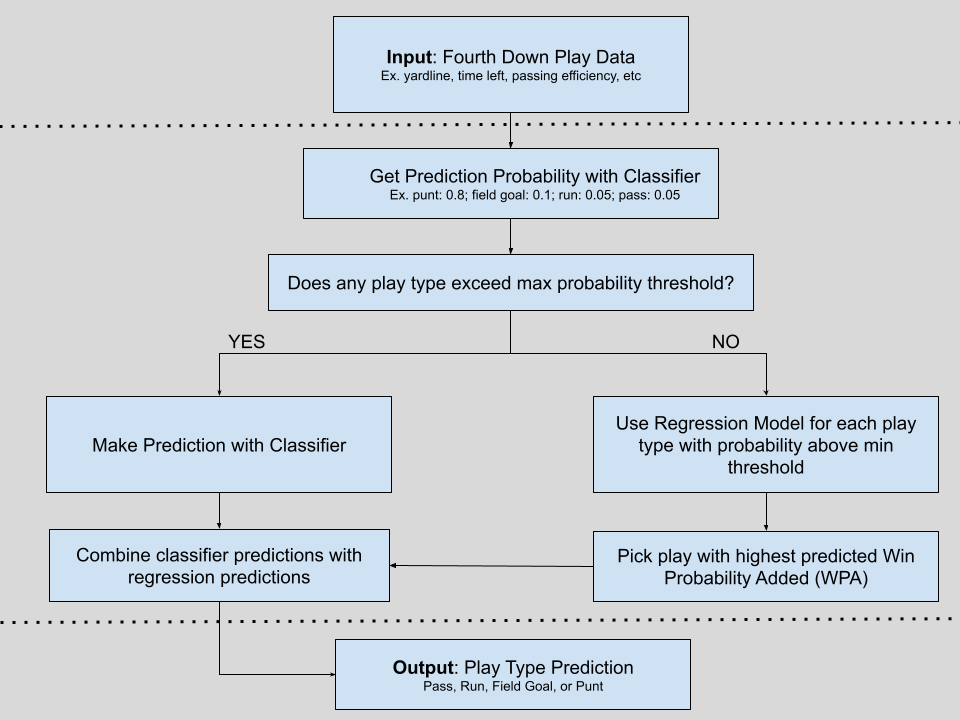 Input: Fourth Down Play Data
Ex. yardline, time left, passing efficiency, etc
Get Prediction Probability with Classifier
Ex. punt: 0.8; field goal: 0.1; run: 0.05; pass: 0.05
Does any play type exceed max probability threshold?
YES
NO
Make Prediction with Classifier
Use Regression Model for each play
type with probability above min
threshold
Combine classifier predictions with
regression predictions
Pick play with highest predicted Win
Probability Added (WPA)
Output: Play Type Prediction
Pass, Run, Field Goal, or Punt